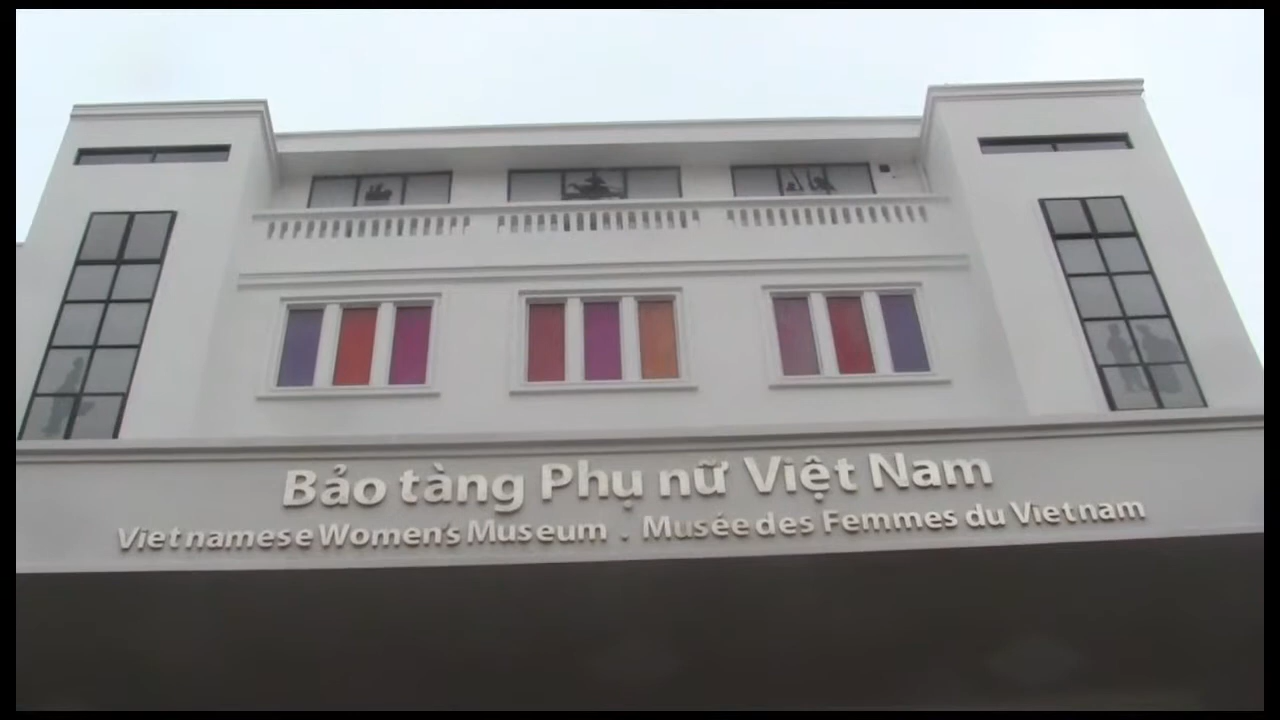 Bảo tàng Phụ nữ Việt Nam
Vietnamese Women's Museum . Musée des Femmes du Vietnam